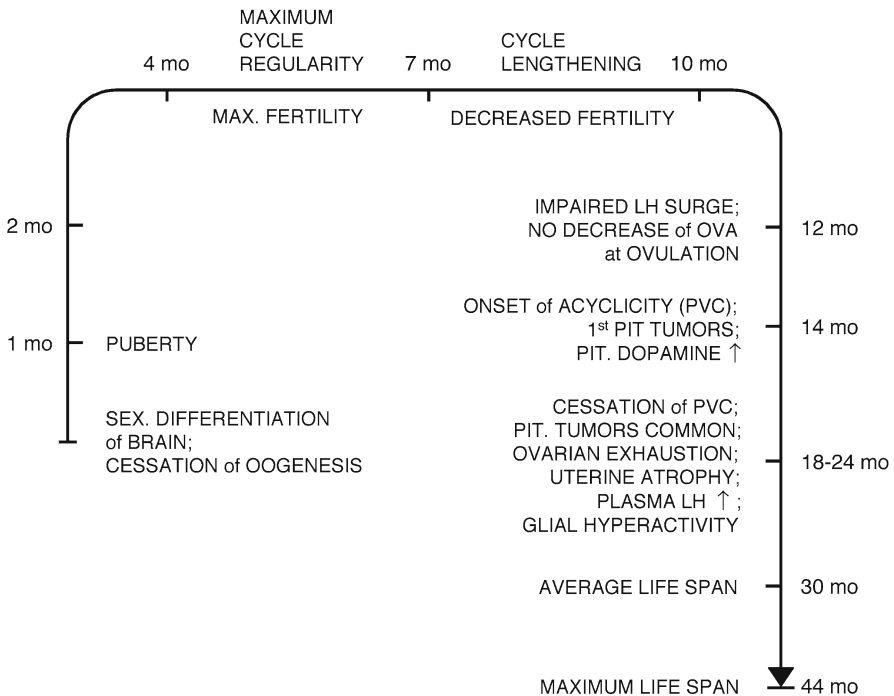 MAXIMUM
CYCLE
REGULARITY
4 mo
7 mo
CYCLE
LENGTHENING
10 mo
MAX. FERTILITY
DECREASED FERTILITY
2 mo
1 mo
PUBERTY
SEX. DIFFERENTIATION
of BRAIN;
CESSATION of OOGENESIS
IMPAIRED LH SURGE;
NO DECREASE of OVA
at OVULATION
12 mo
ONSET of ACYCLICITY (PVC);
1st PIT TUMORS;
PIT. DOPAMINE ↑
14 mo
CESSATION of PVC;
PIT. TUMORS COMMON;
OVARIAN EXHAUSTION;
UTERINE ATROPHY;
PLASMA LH ↑ ;
GLIAL HYPERACTIVITY
18-24 mo
AVERAGE LIFE SPAN
30 mo
MAXIMUM LIFE SPAN
44 mo